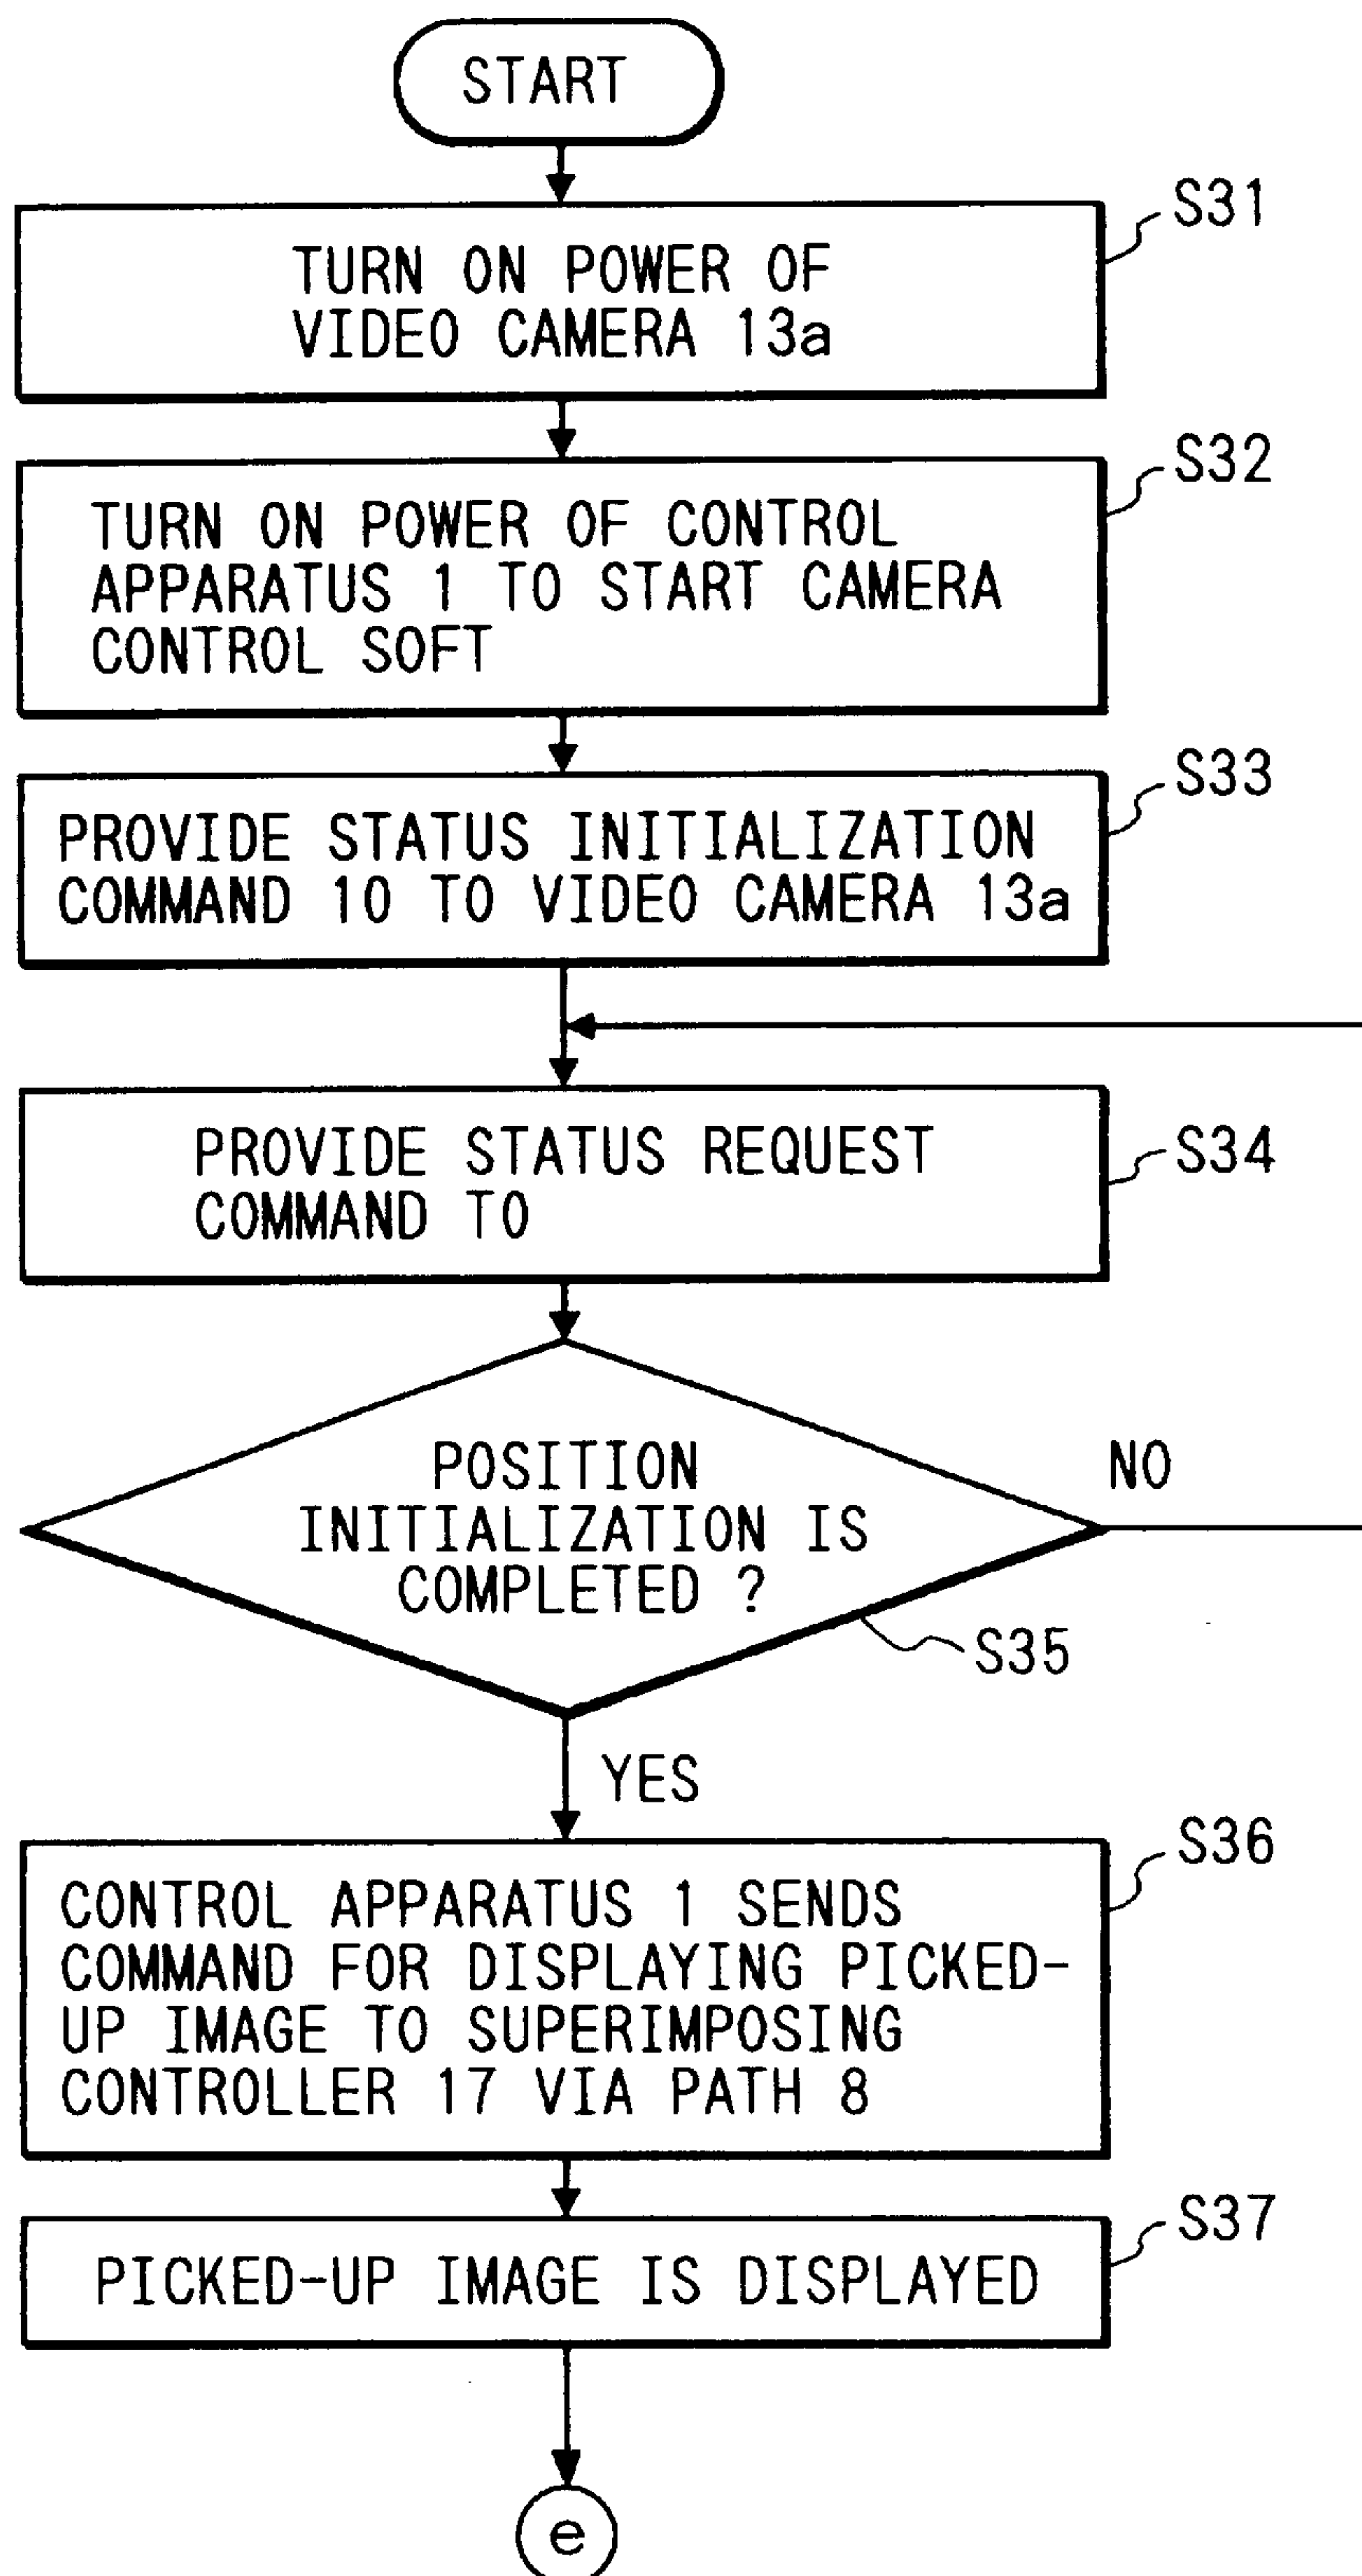 START
S31
TURN ON POWER OF
VIDEO CAMERA 13a
S32
TURN ON POWER OF CONTROL
APPARATUS 1 TO START CAMERA
CONTROL SOFT
S33
PROVIDE STATUS INITIALIZATION
COMMAND 10 TO VIDEO CAMERA 13a
PROVIDE STATUS REQUEST
COMMAND TO
S34
POSITION
INITIALIZATION IS
COMPLETED ?
NO
S35
YES
S36
CONTROL APPARATUS 1 SENDS
COMMAND FOR DISPLAYING PICKED-
UP IMAGE TO SUPERIMPOSING
CONTROLLER 17 VIA PATH 8
S37
PICKED-UP IMAGE IS DISPLAYED
e